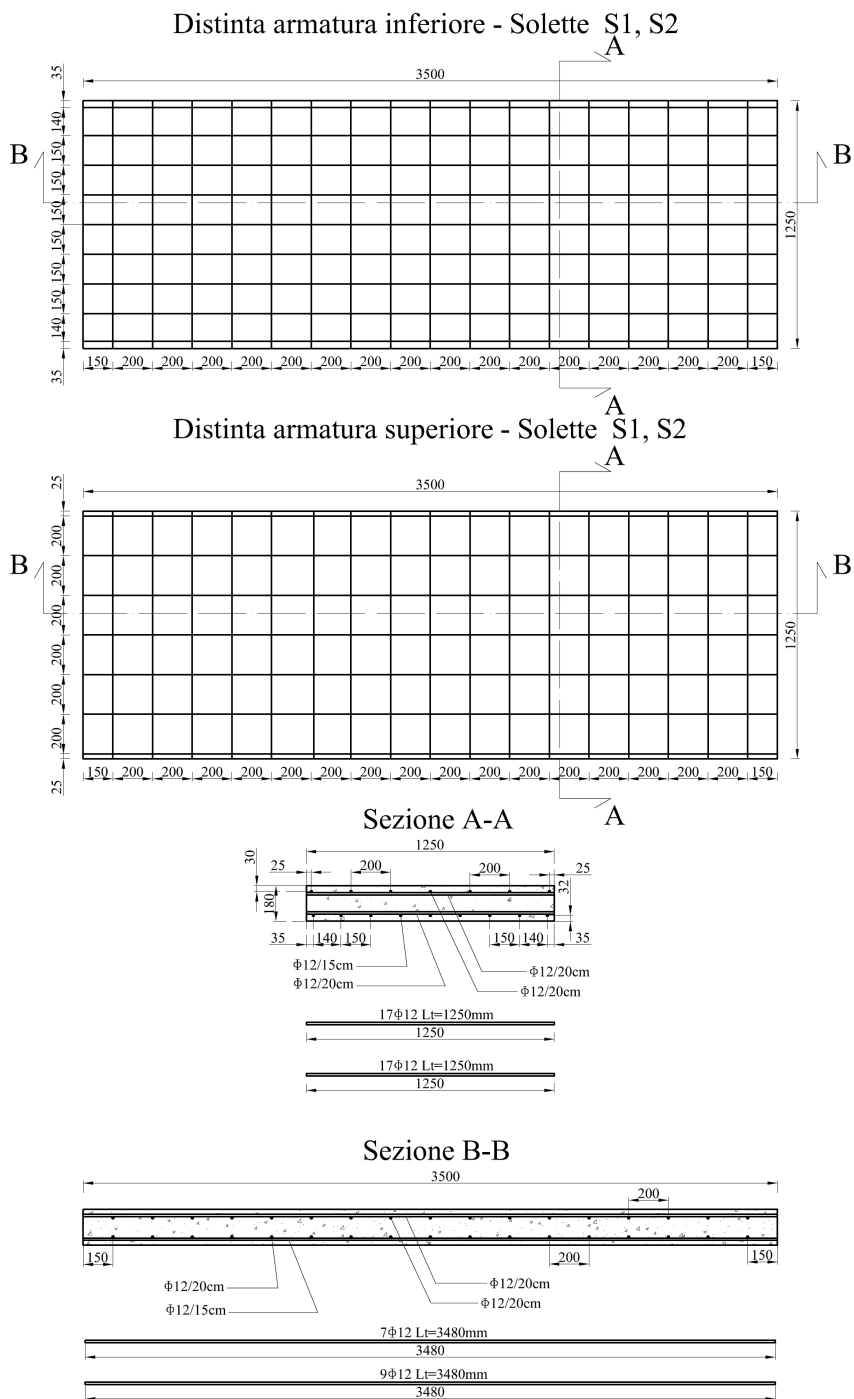 Distinta armatura inferiore - Solette S1, S2
A
3500
35
140
150
150
150
150
150
150
140
35
B
B
1250
150 200 200 200 200 200 200 200 200 200 200 200 200 200 200 200 200 150
A
Distinta armatura superiore - Solette S1, S2
A
3500
25
200
200
200
200
200
200
25
B
B
1250
150 200 200 200 200 200 200 200 200 200 200 200 200 200 200 200 200 150
A
Sezione A-A
1250
30
25
200
200
25
180
32
35 140 150
150 140 35
Φ12/15cm
Φ12/20cm
Φ12/20cm
Φ12/20cm
17Φ12 Lt=1250mm
1250
17Φ12 Lt=1250mm
1250
Sezione B-B
3500
200
150
200
150
Φ12/20cm
Φ12/15cm
Φ12/20cm
Φ12/20cm
7Φ12 Lt=3480mm
3480
9Φ12 Lt=3480mm
3480